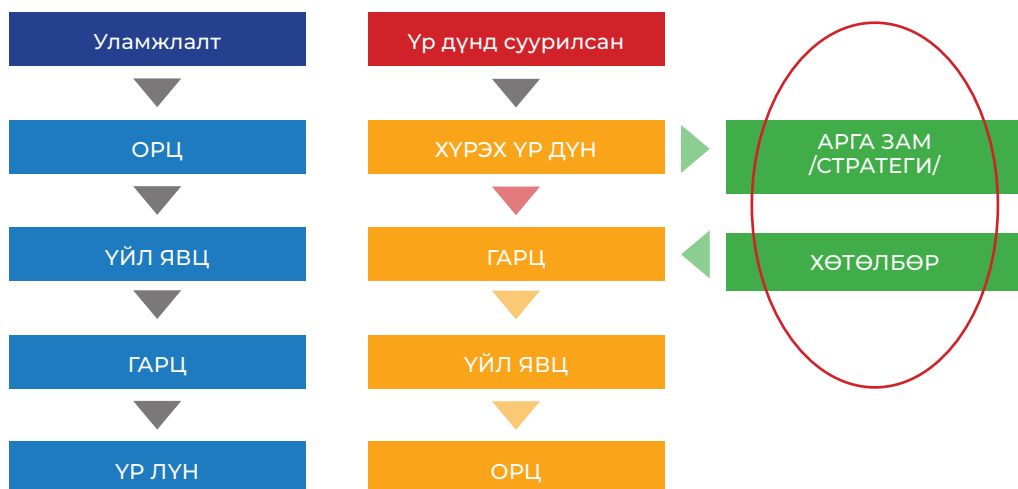 Уламжлалт
ОРЦ
ҮЙЛ ЯВЦ
ГАРЦ
ҮР ЛҮН
Үр дүнд суурилсан
ХҮРЭХ ҮР ДҮН
ГАРЦ
ҮЙЛ ЯВЦ
ОРЦ
АРГА ЗАМ
/СТРАТЕГИ/
ХӨТӨЛБӨР